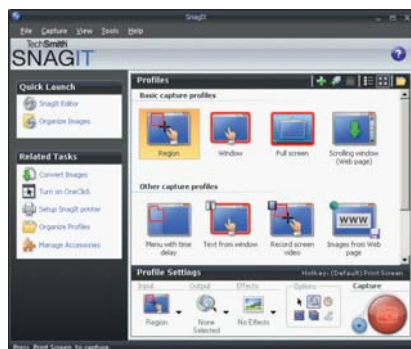 SnagIt
File Capture View Tools Help
TechSmith
SNAGIT
Quick Launch
SnagIt Editor
Organize Images
Related Tasks
Convert Images
Turn on OneClick
Setup SnagIt printer
Organize Profiles
Manage Accessories
Profiles
Basic capture profiles
Region
Window
Full screen
Scrolling window
(Web page)
Other capture profiles
Menu with time
delay
Text from window
Record screen
video
WWW
Images from Web
page
Profile Settings
Hotkey: (Default) Print Screen
Input
Output
Effects
Options
Capture
Region
None
Selected
No Effects
Press Print Screen to capture